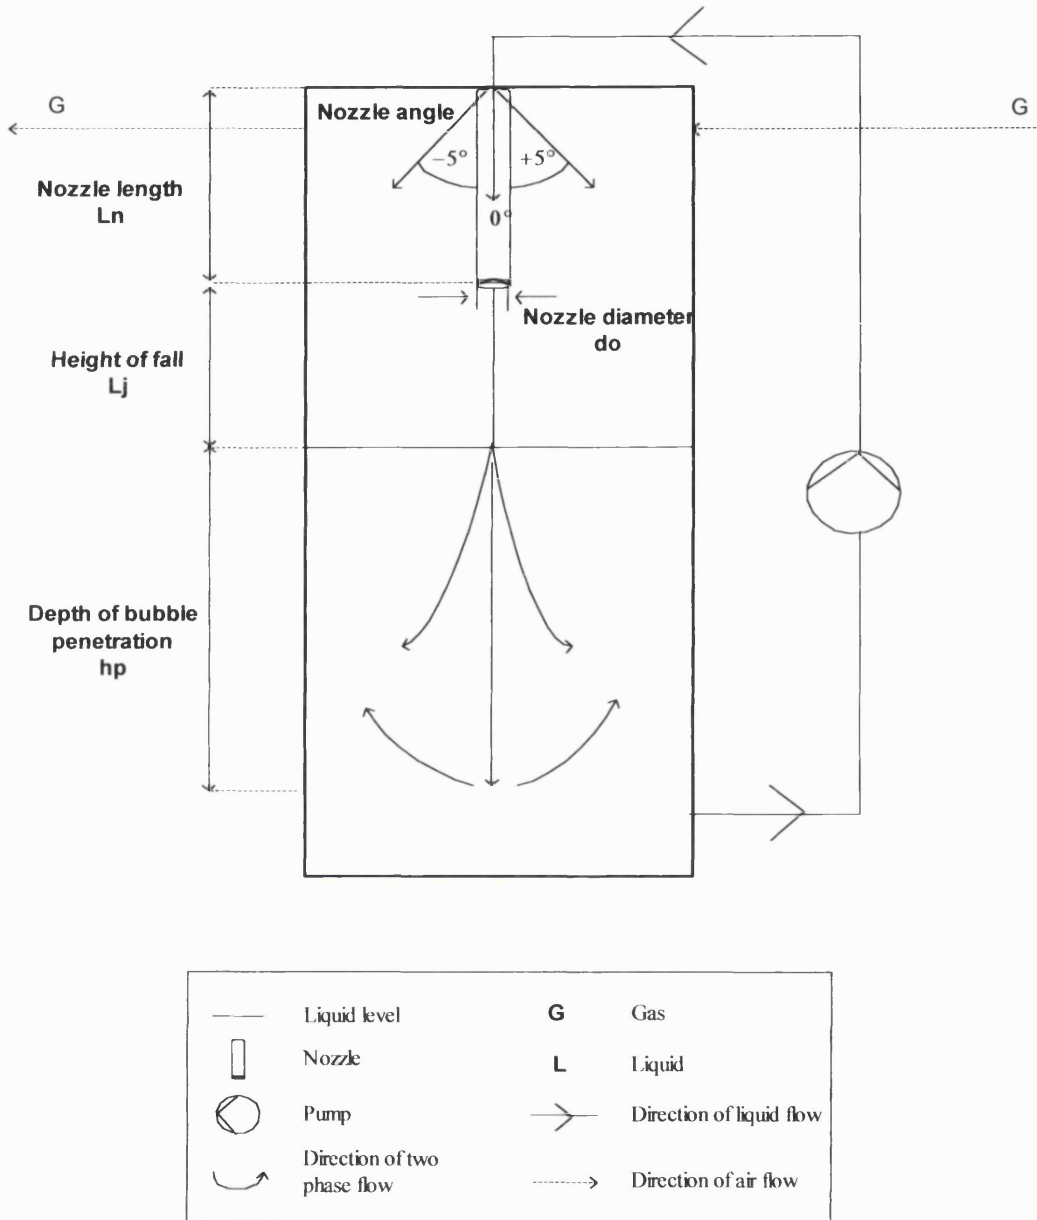 G
G
Nozzle angle
−5°
+5°
0°
Nozzle length
Ln
Nozzle diameter
do
Height of fall
Lj
Depth of bubble
penetration
hp
Liquid level
G
Gas
Nozzle
L
Liquid
Pump
Direction of liquid flow
Direction of two
phase flow
Direction of air flow